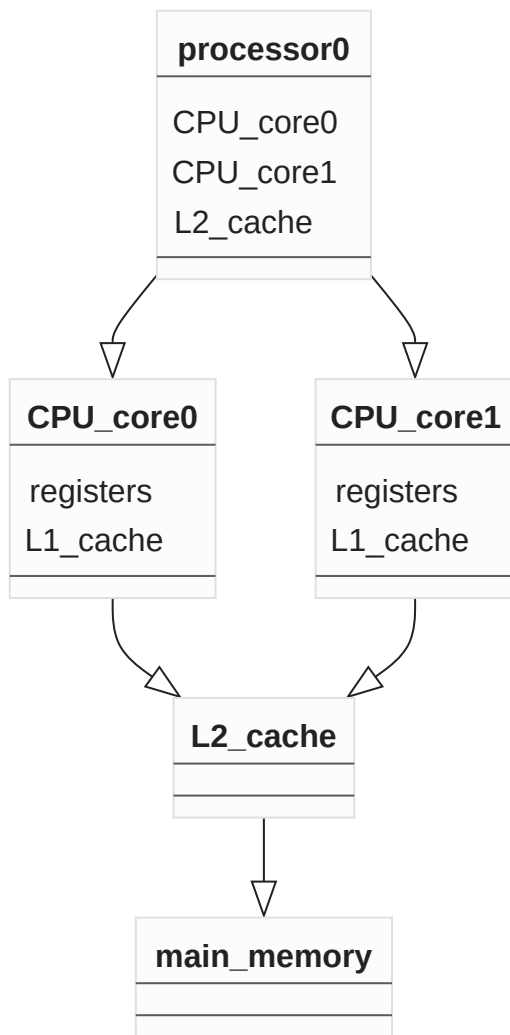 processor0
CPU_core0
CPU_core1
L2_cache
CPU_core0
registers
L1_cache
CPU_core1
registers
L1_cache
L2_cache
main_memory